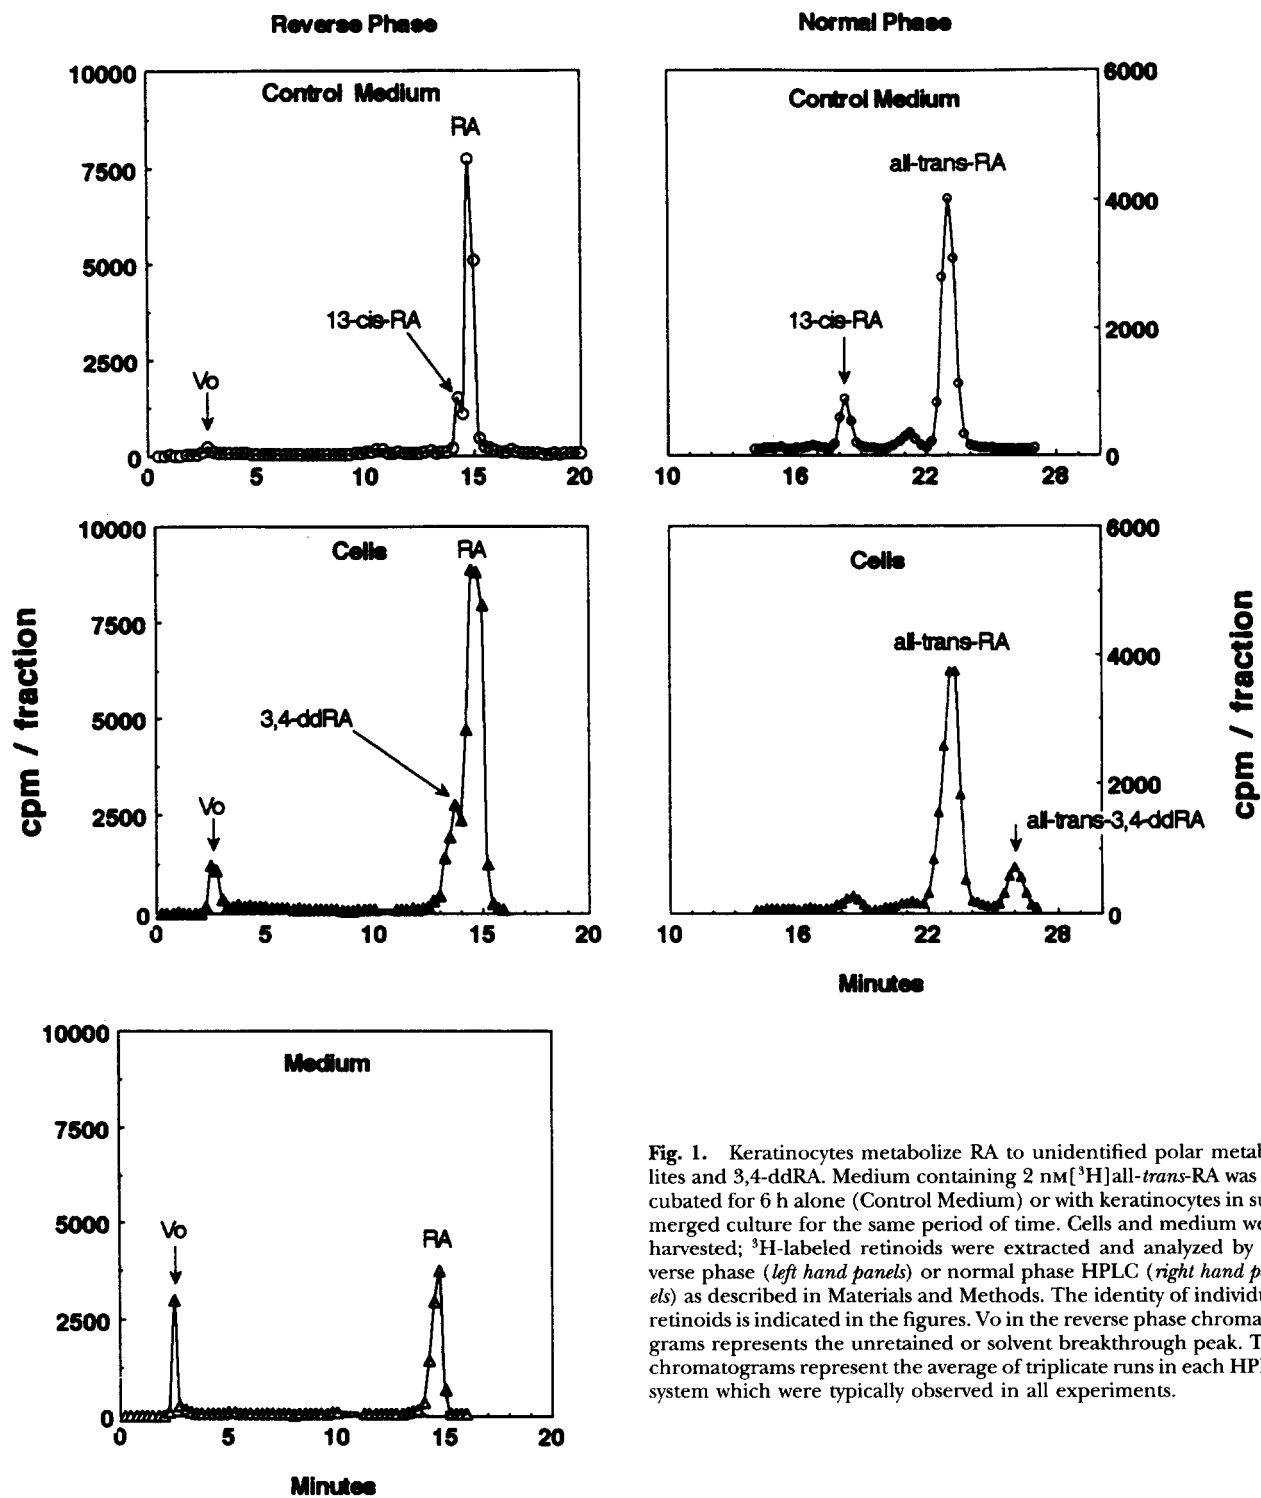 Reverse Phase
Normal Phase
10000
7500
5000
2500
0
Control Medium
RA
13-cis-RA
Vo
0 5 10 15 20
Control Medium
all-trans-RA
13-cis-RA
6000
4000
2000
0
10 16 22 28
cpm / fraction
10000
7500
5000
2500
0
Cells
RA
3,4-ddRA
Vo
0 5 10 15 20
Cells
all-trans-RA
all-trans-3,4-ddRA
6000
4000
2000
0
10 16 22 28
Minutes
cpm / fraction
10000
7500
5000
2500
0
Medium
Vo
RA
0 5 10 15 20
Minutes
Fig. 1. Keratinocytes metabolize RA to unidentified polar metab
lites and 3,4-ddRA. Medium containing 2 nM[³H]all-trans-RA was
cubated for 6 h alone (Control Medium) or with keratinocytes in su
merged culture for the same period of time. Cells and medium we
harvested; ³H-labeled retinoids were extracted and analyzed by
verse phase (left hand panels) or normal phase HPLC (right hand p
els) as described in Materials and Methods. The identity of individu
retinoids is indicated in the figures. Vo in the reverse phase chroma
grams represents the unretained or solvent breakthrough peak. T
chromatograms represent the average of triplicate runs in each HP
system which were typically observed in all experiments.